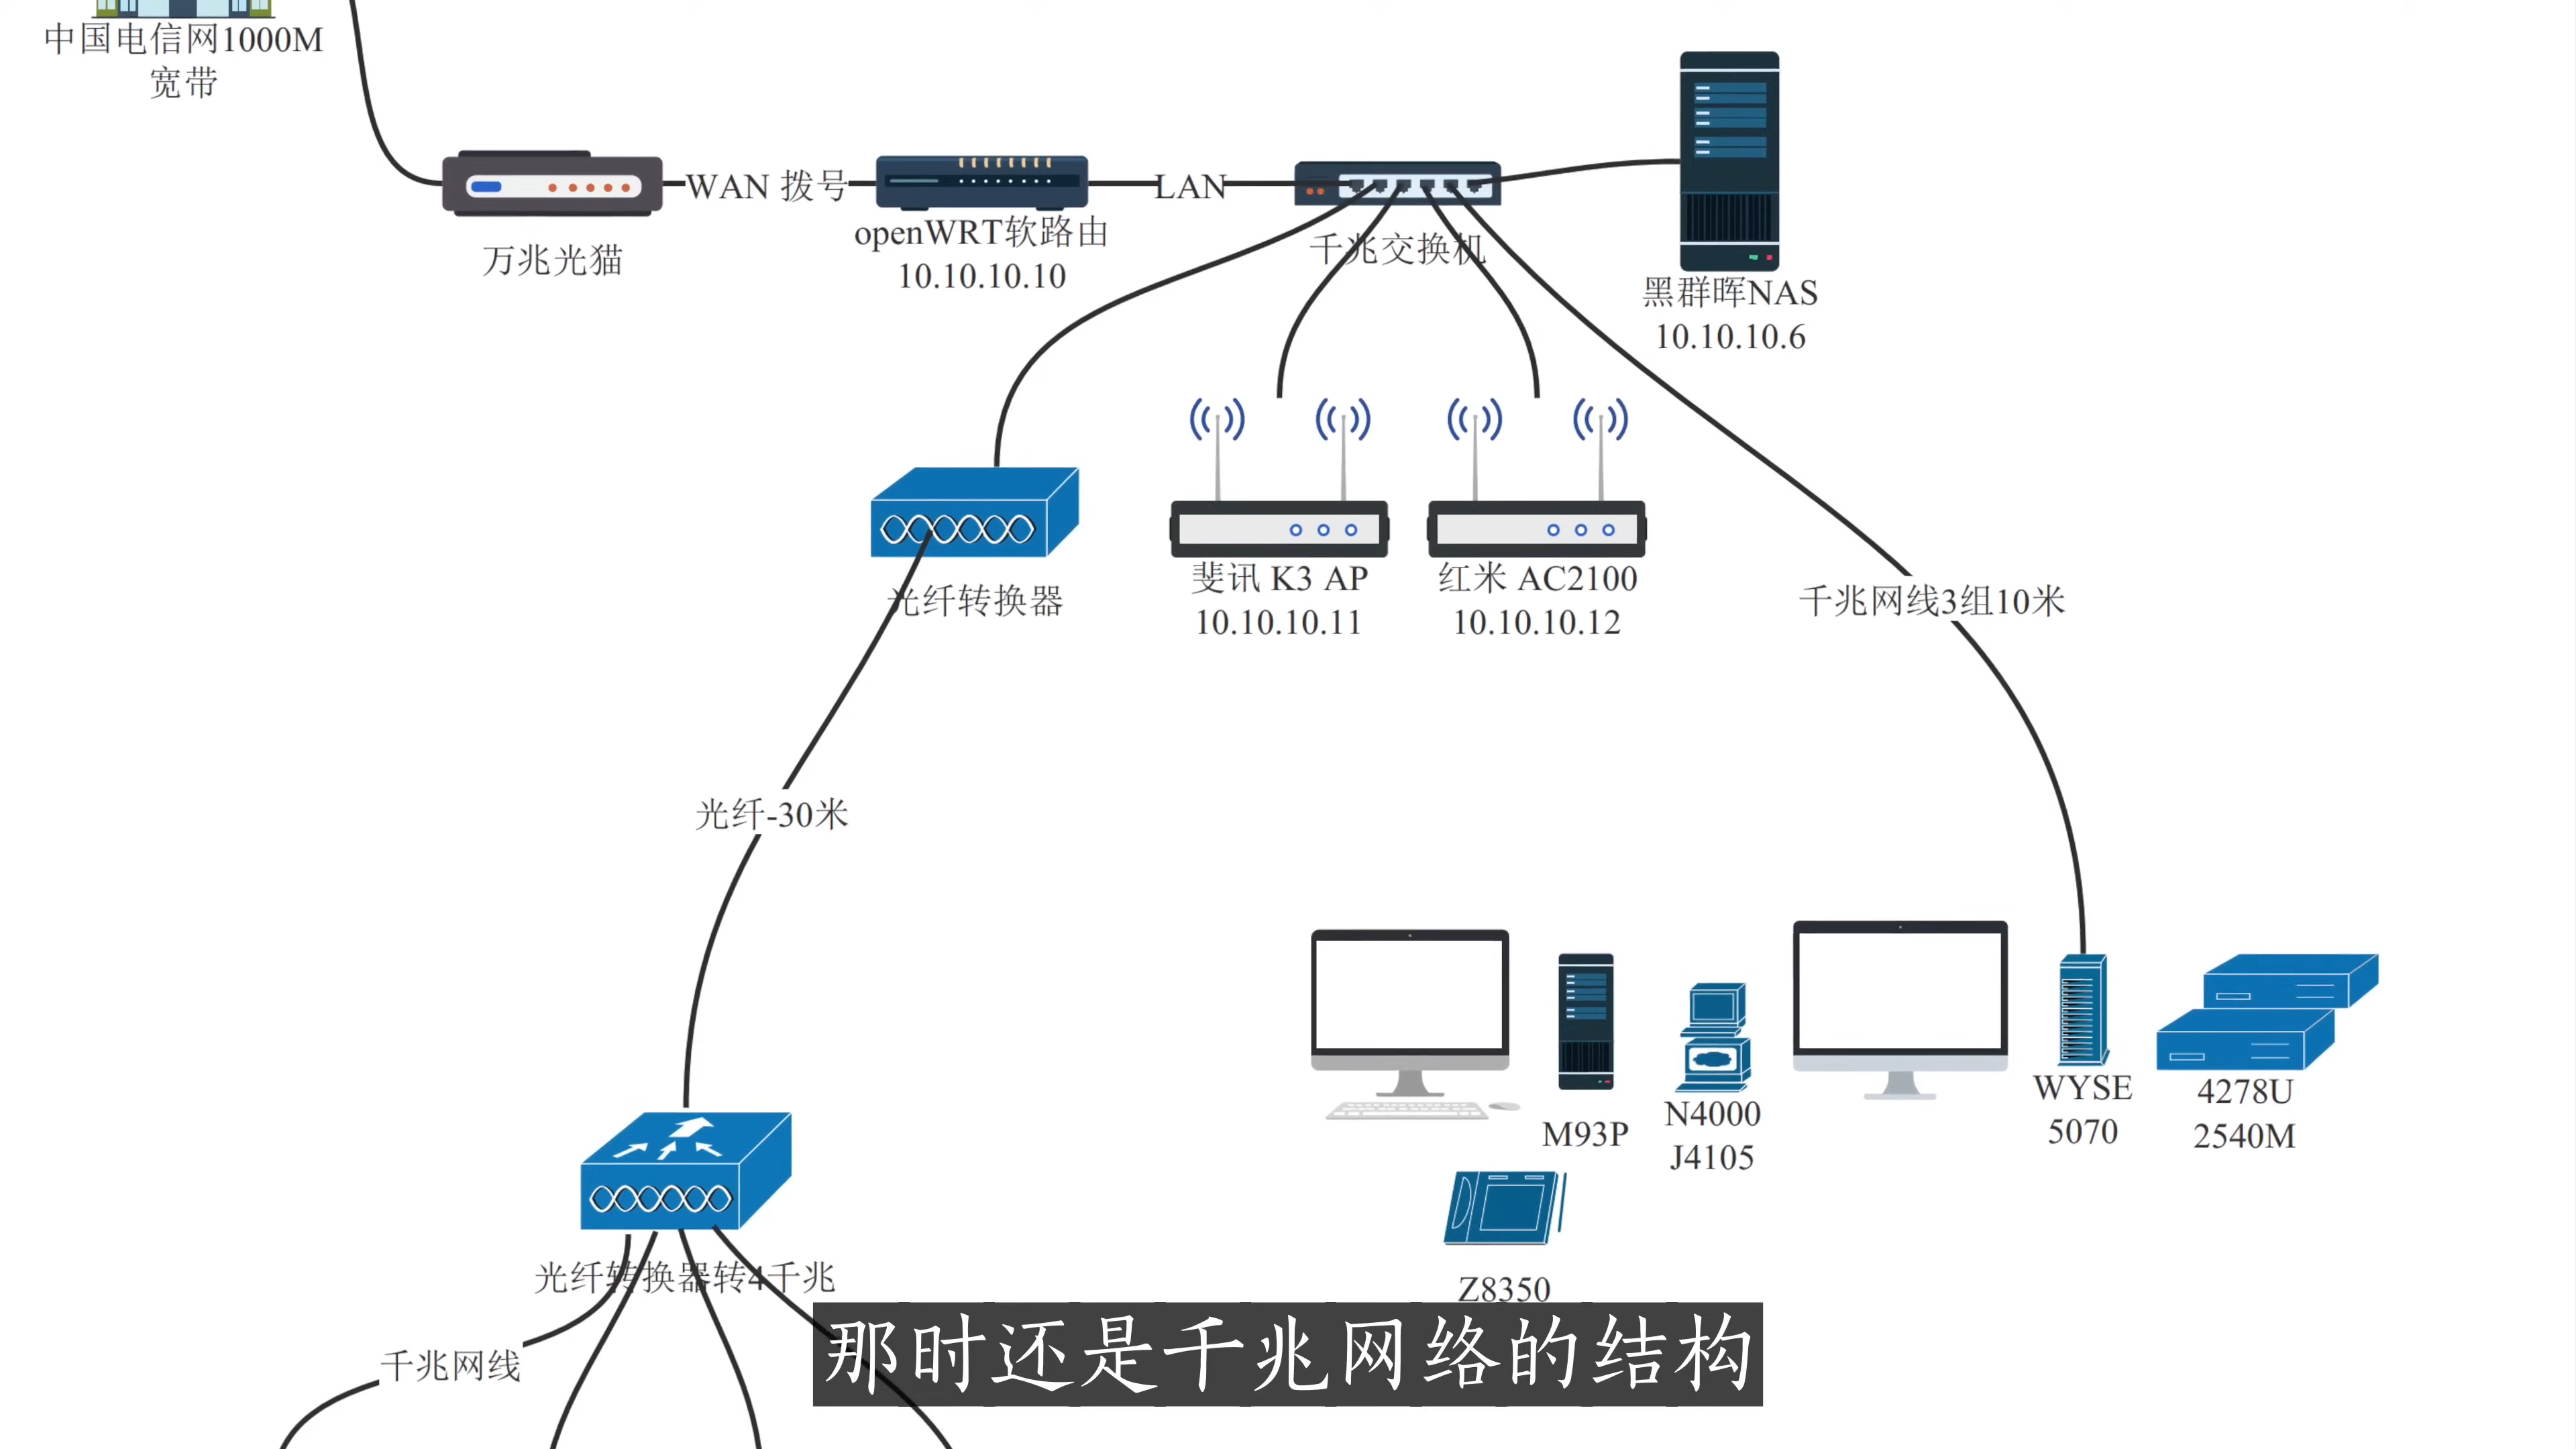 中国电信网1000M
宽带
万兆光猫
WAN 拨号
openWRT软路由
10.10.10.10
LAN
千兆交换机
黑群晖NAS
10.10.10.6
光纤转换器
斐讯 K3 AP
10.10.10.11
红米 AC2100
10.10.10.12
千兆网线3组10米
光纤-30米
M93P
N4000
J4105
WYSE
5070
4278U
2540M
Z8350
光纤转换器转4千兆
千兆网线
那时还是千兆网络的结构